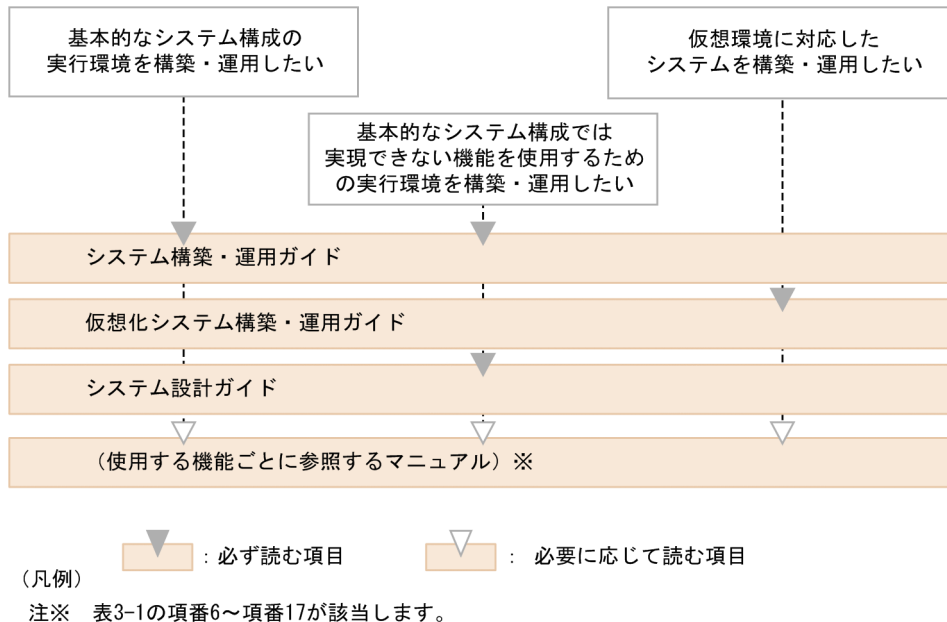 基本的なシステム構成の
実行環境を構築・運用したい
仮想環境に対応した
システムを構築・運用したい
基本的なシステム構成では
実現できない機能を使用するため
の実行環境を構築・運用したい
システム構築・運用ガイド
仮想化システム構築・運用ガイド
システム設計ガイド
(使用する機能ごとに参照するマニュアル)※
:必ず読む項目
: 必要に応じて読む項目
(凡例)
注※ 表3-1の項番6~項番17が該当します。